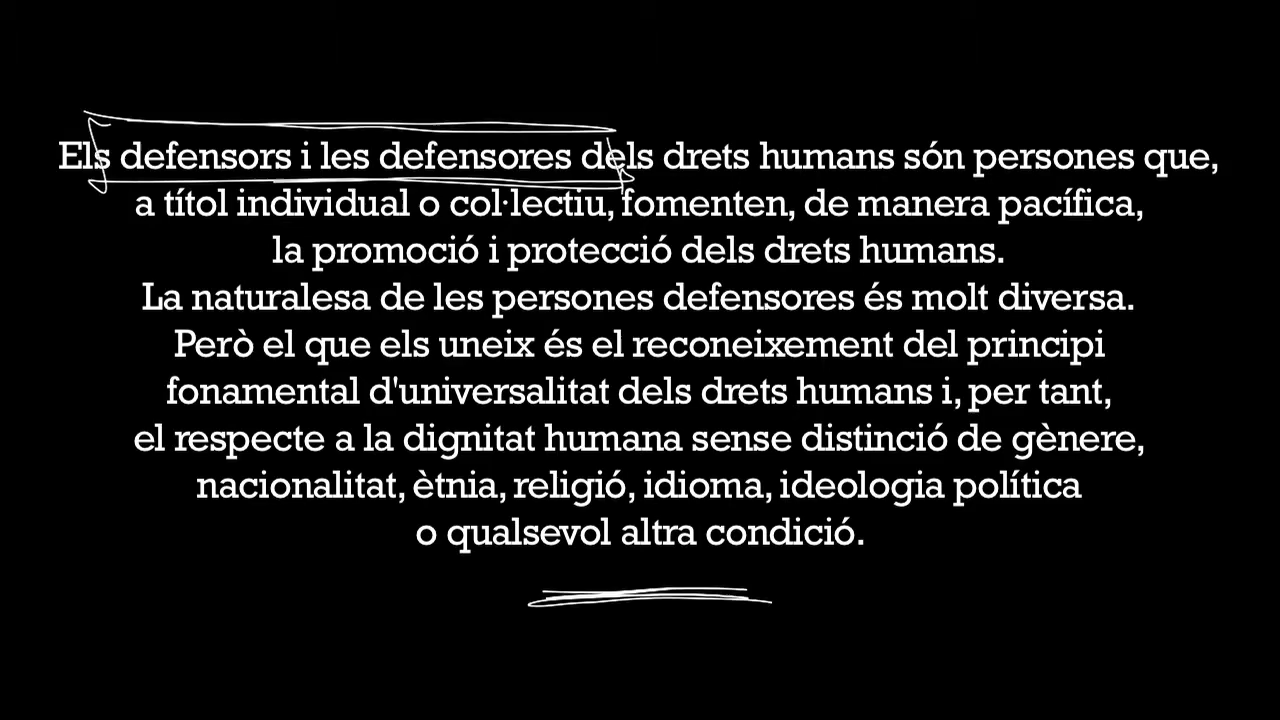 Els defensors i les defensores dels drets humans són persones que,
a títol individual o col·lectiu, fomenten, de manera pacífica,
la promoció i protecció dels drets humans.
La naturalesa de les persones defensores és molt diversa.
Però el que els uneix és el reconeixement del principi
fonamental d'universalitat dels drets humans i, per tant,
el respecte a la dignitat humana sense distinció de gènere,
nacionalitat, ètnia, religió, idioma, ideologia política
o qualsevol altra condició.